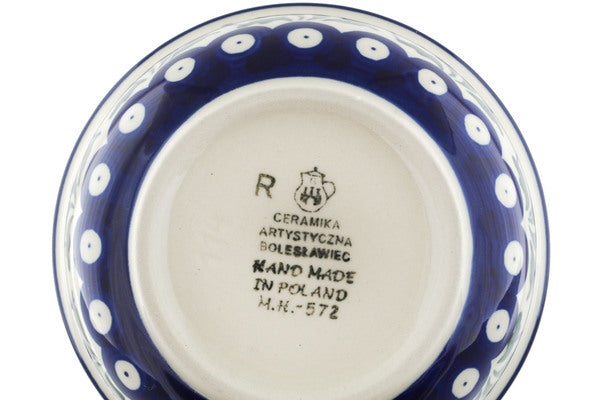 R
CERAMIKA
ARTYSTYCZNA
BOLESŁAWIEC
HAND MADE
IN POLAND
M.K.-572